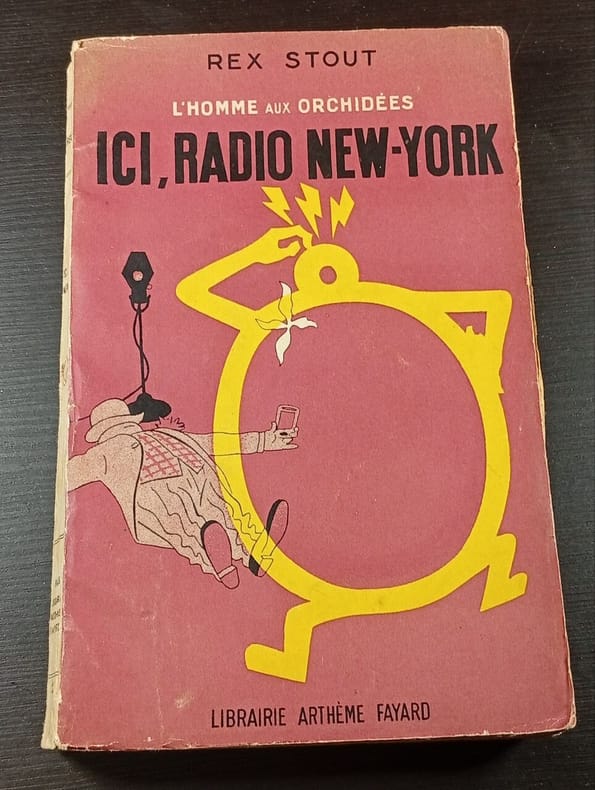 REX STOUT
L'HOMME AUX ORCHIDÉES
ICI, RADIO NEW-YORK
LIBRAIRIE ARTHÈME FAYARD